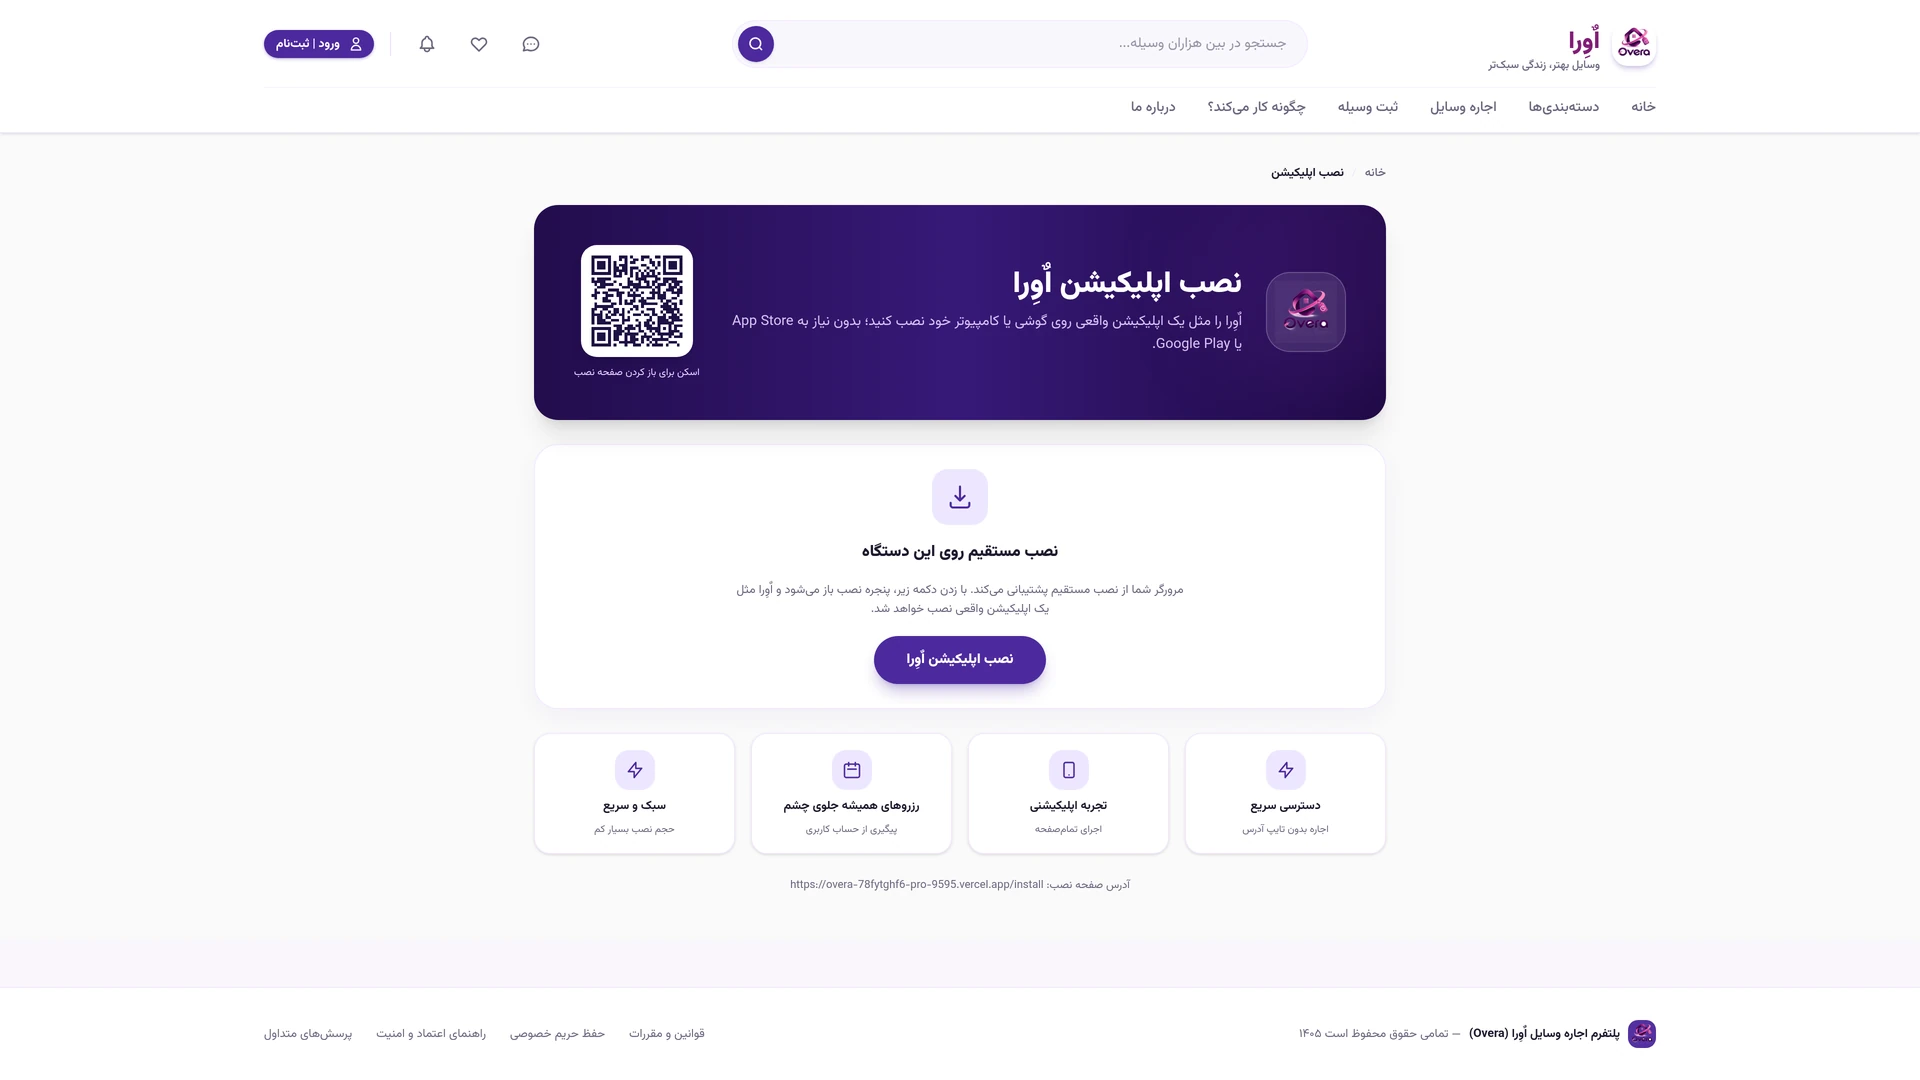 Overa
اُوِرا
وسایل بهتر، زندگی سبک‌تر
جستجو در بین هزاران وسیله...
ورود | ثبت‌نام
خانه
دسته‌بندی‌ها
اجاره وسایل
ثبت وسیله
چگونه کار می‌کند؟
درباره ما
خانه / نصب اپلیکیشن
Overa
نصب اپلیکیشن اُوِرا
اُوِرا را مثل یک اپلیکیشن واقعی روی گوشی یا کامپیوتر خود نصب کنید؛ بدون نیاز به App Store
یا Google Play.
اسکن برای باز کردن صفحه نصب
نصب مستقیم روی این دستگاه
مرورگر شما از نصب مستقیم پشتیبانی می‌کند. با زدن دکمه زیر، پنجره نصب باز می‌شود و اُوِرا مثل
یک اپلیکیشن واقعی نصب خواهد شد.
نصب اپلیکیشن اُوِرا
دسترسی سریع
اجاره بدون تایپ آدرس
تجربه اپلیکیشنی
اجرای تمام‌صفحه
رزروهای همیشه جلوی چشم
پیگیری از حساب کاربری
سبک و سریع
حجم نصب بسیار کم
آدرس صفحه نصب: https://overa-78fytghf6-pro-9595.vercel.app/install
پلتفرم اجاره وسایل اُوِرا (Overa) — تمامی حقوق محفوظ است ۱۴۰۵
قوانین و مقررات
حفظ حریم خصوصی
راهنمای اعتماد و امنیت
پرسش‌های متداول